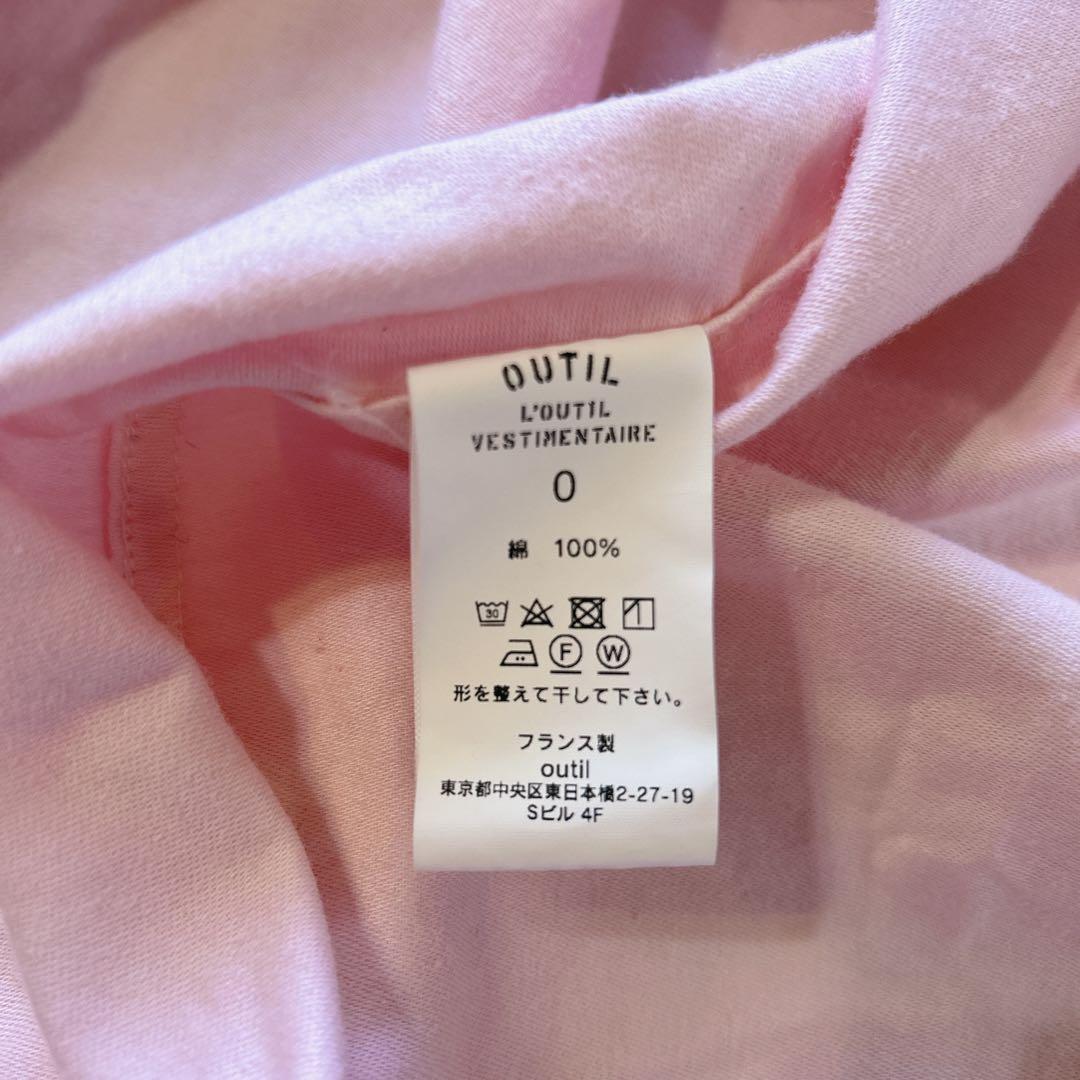 OUTIL
L'OUTIL
VESTIMENTAIRE
0
綿 100%
30
F W
形を整えて干して下さい。
フランス製
outil
東京都中央区東日本橋2-27-19
Sビル 4F